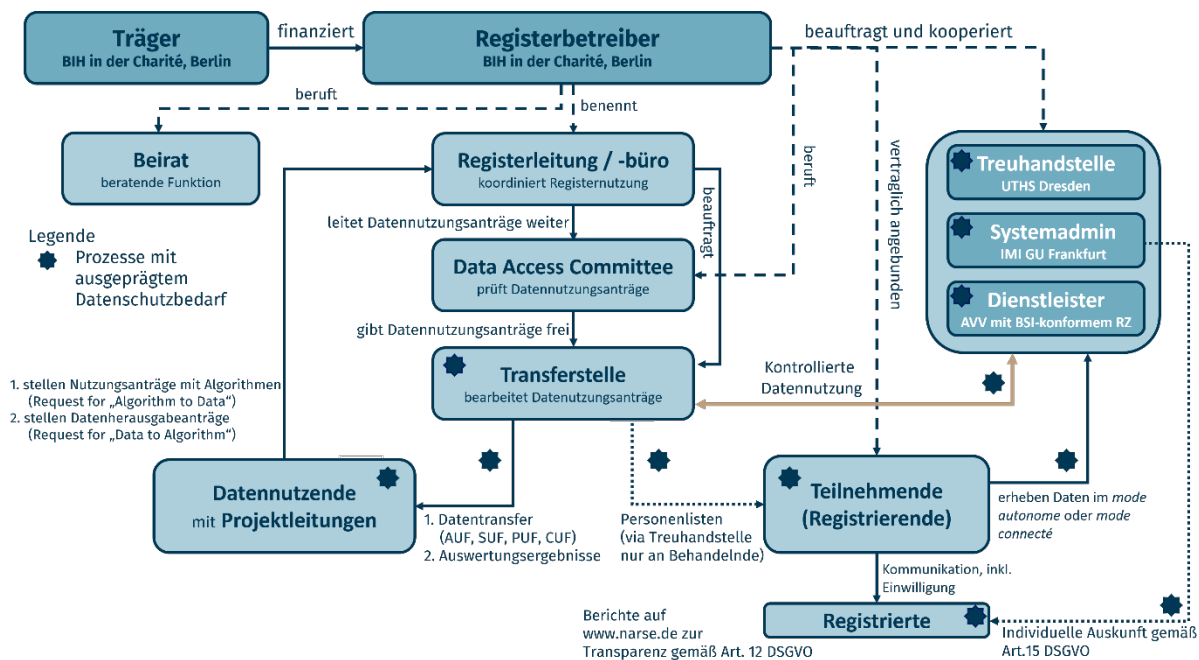 Träger
BIH in der Charité, Berlin
finanziert
Registerbetreiber
BIH in der Charité, Berlin
beauftragt und kooperiert
beruft
benennt
Beirat
beratende Funktion
Registerleitung / -büro
koordiniert Registernutzung
beruft
vertraglich angebunden
Treuhandstelle
UTHS Dresden
Systemadmin
IMI GU Frankfurt
Dienstleister
AVV mit BSI-konformem RZ
Legende
Prozesse mit
ausgeprägtem
Datenschutzbedarf
leitet Datennutzungsanträge weiter
beauftragt
Data Access Committee
prüft Datennutzungsanträge
gibt Datennutzungsanträge frei
Transferstelle
bearbeitet Datenutzungsanträge
Kontrollierte
Datennutzung
1. stellen Nutzungsanträge mit Algorithmen
(Request for „Algorithm to Data“)
2. stellen Datenherausgabeanträge
(Request for „Data to Algorithm“)
Datennutzende
mit Projektleitungen
1. Datentransfer
(AUF, SUF, PUF, CUF)
2. Auswertungsergebnisse
Personenlisten
(via Treuhandstelle
nur an Behandelnde)
Teilnehmende
(Registrierende)
erheben Daten im mode
autonome oder mode
connecté
Kommunikation, inkl.
Einwilligung
Registrierte
Berichte auf
www.narse.de zur
Transparenz gemäß Art. 12 DSGVO
Individuelle Auskunft gemäß
Art.15 DSGVO